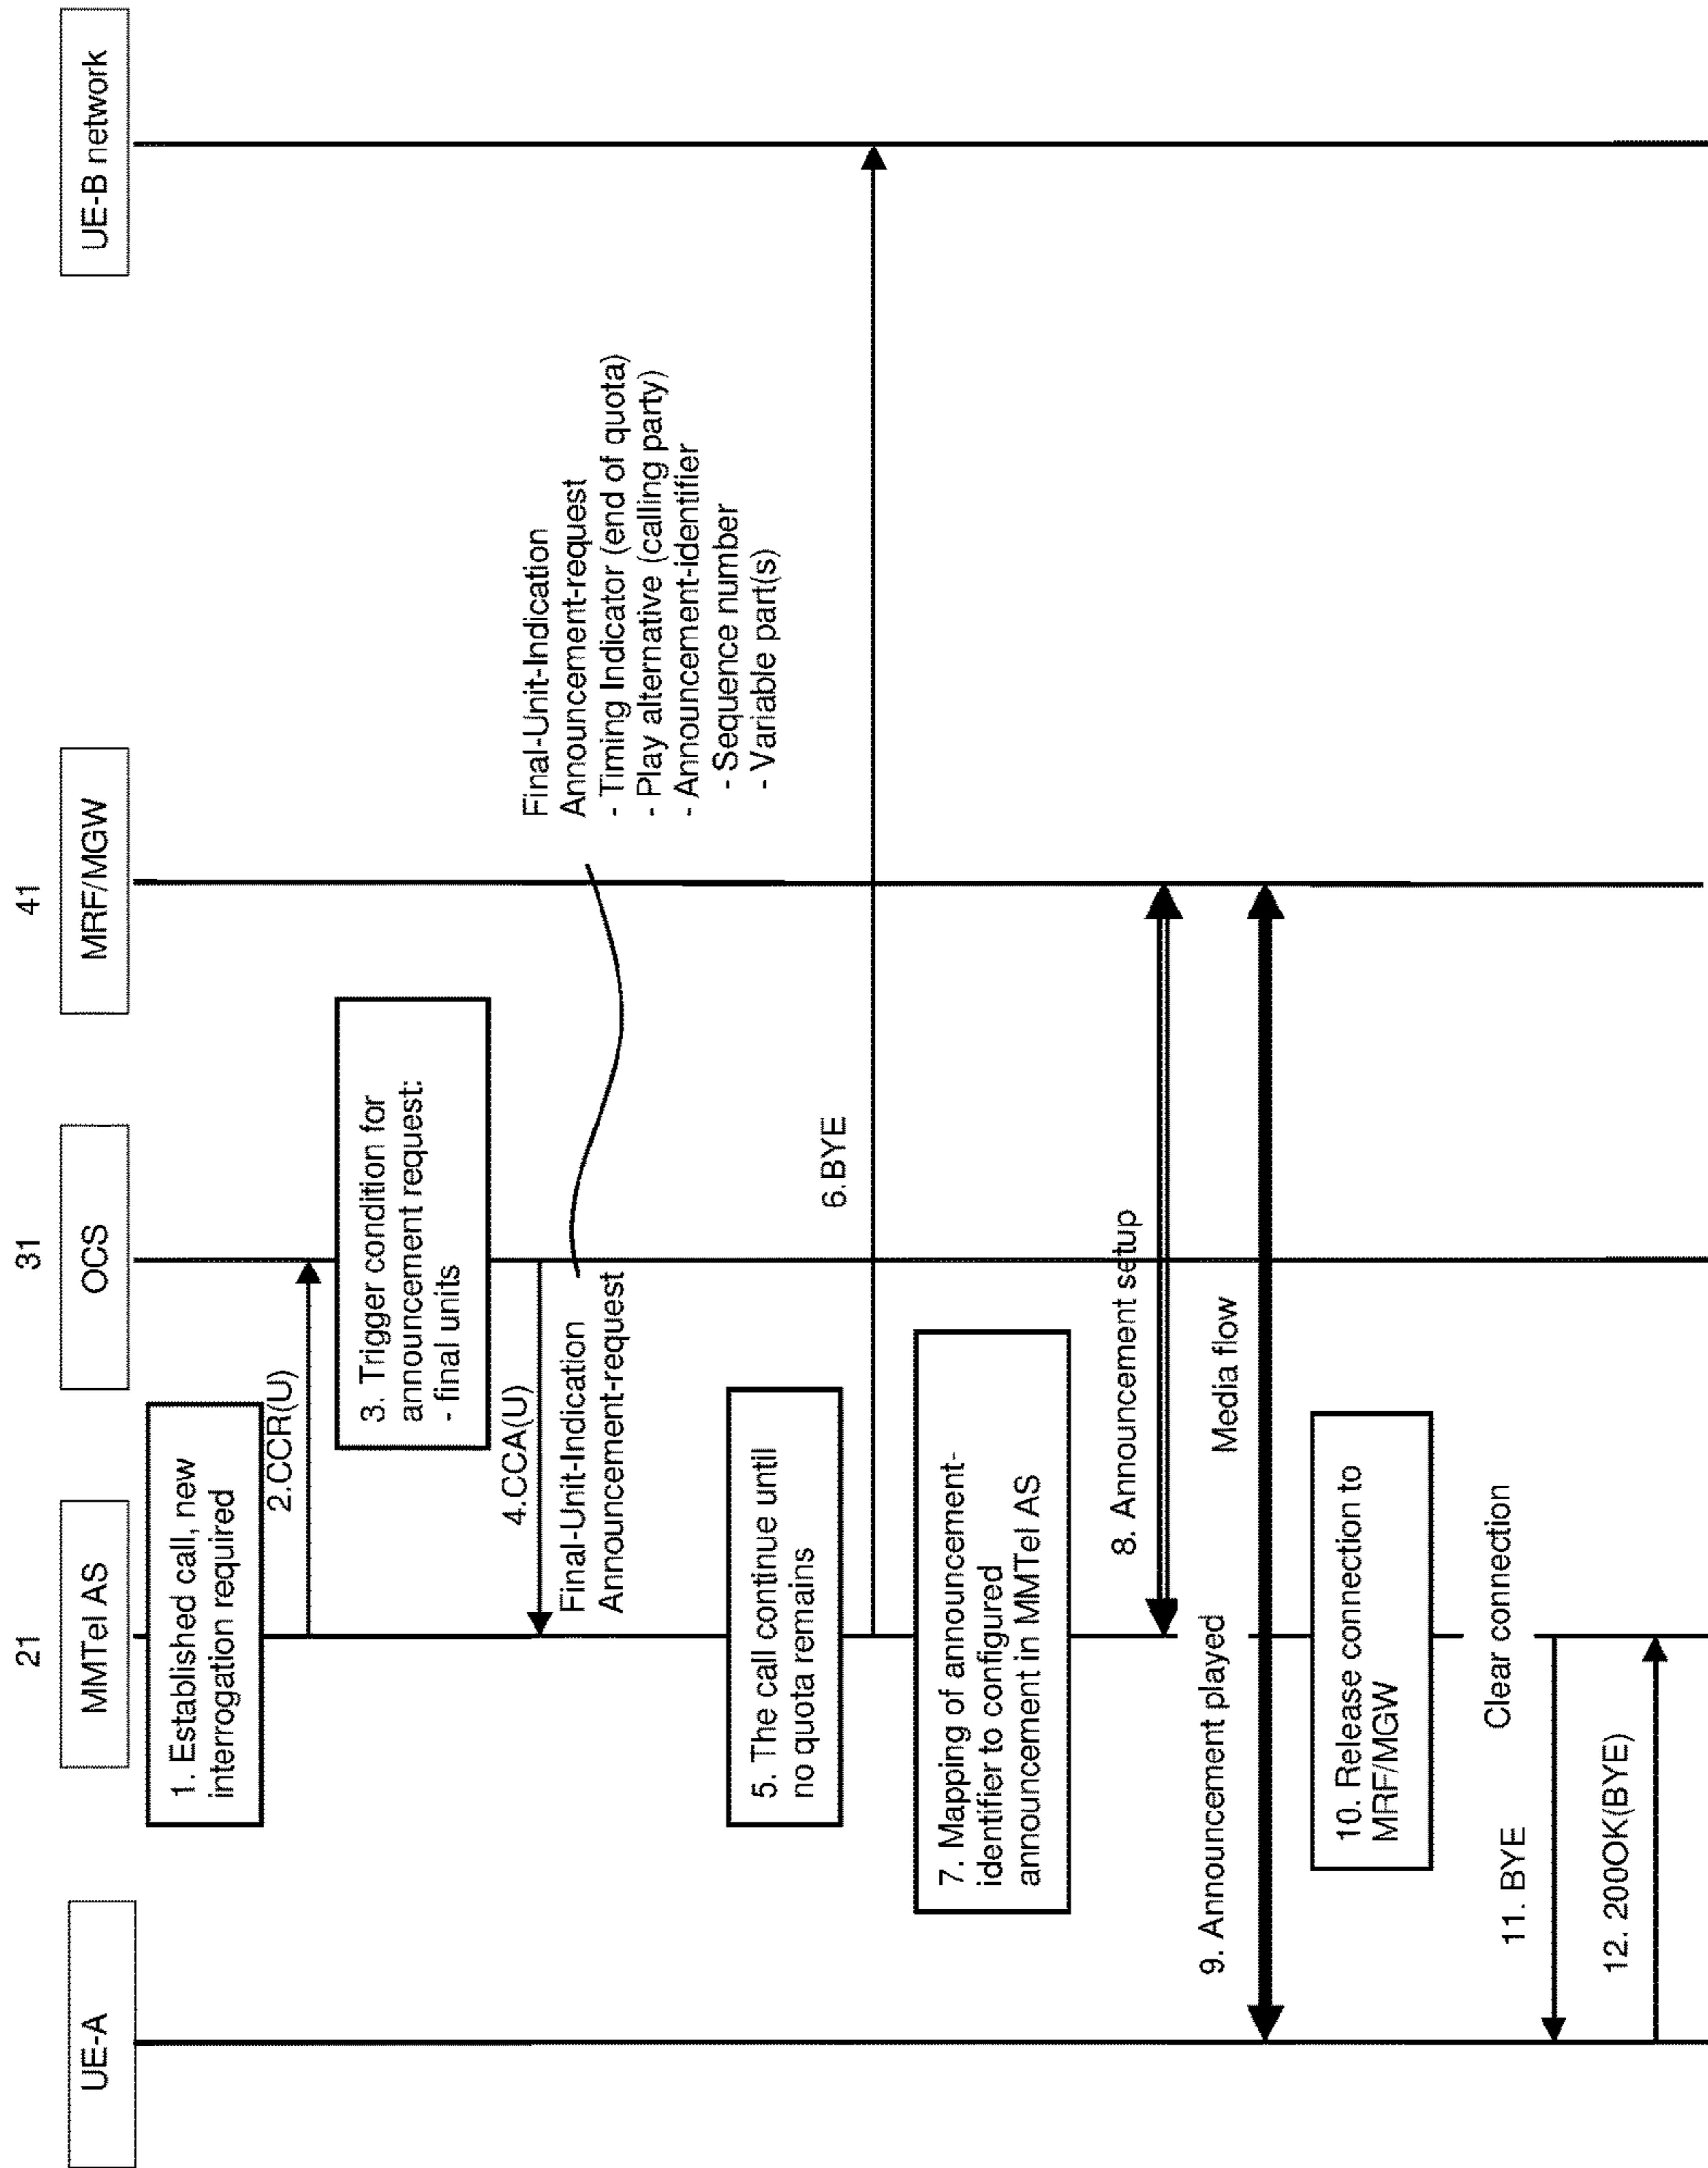 21
31
41
UE-A
MMTel AS
OCS
MRF/MGW
UE-B network
1. Established call, new
interrogation required
2.CCR(U)
3. Trigger condition for
announcement request:
- final units
4.CCA(U)
Final-Unit-Indication
Announcement-request
Final-Unit-Indication
Announcement-request
- Timing Indicator (end of quota)
- Play alternative (calling party)
- Announcement-identifier
- Sequence number
- Variable part(s)
5. The call continue until
no quota remains
6.BYE
7. Mapping of announcement-
identifier to configured
announcement in MMTel AS
8. Announcement setup
9. Announcement played
Media flow
10. Release connection to
MRF/MGW
Clear connection
11. BYE
12. 200OK(BYE)